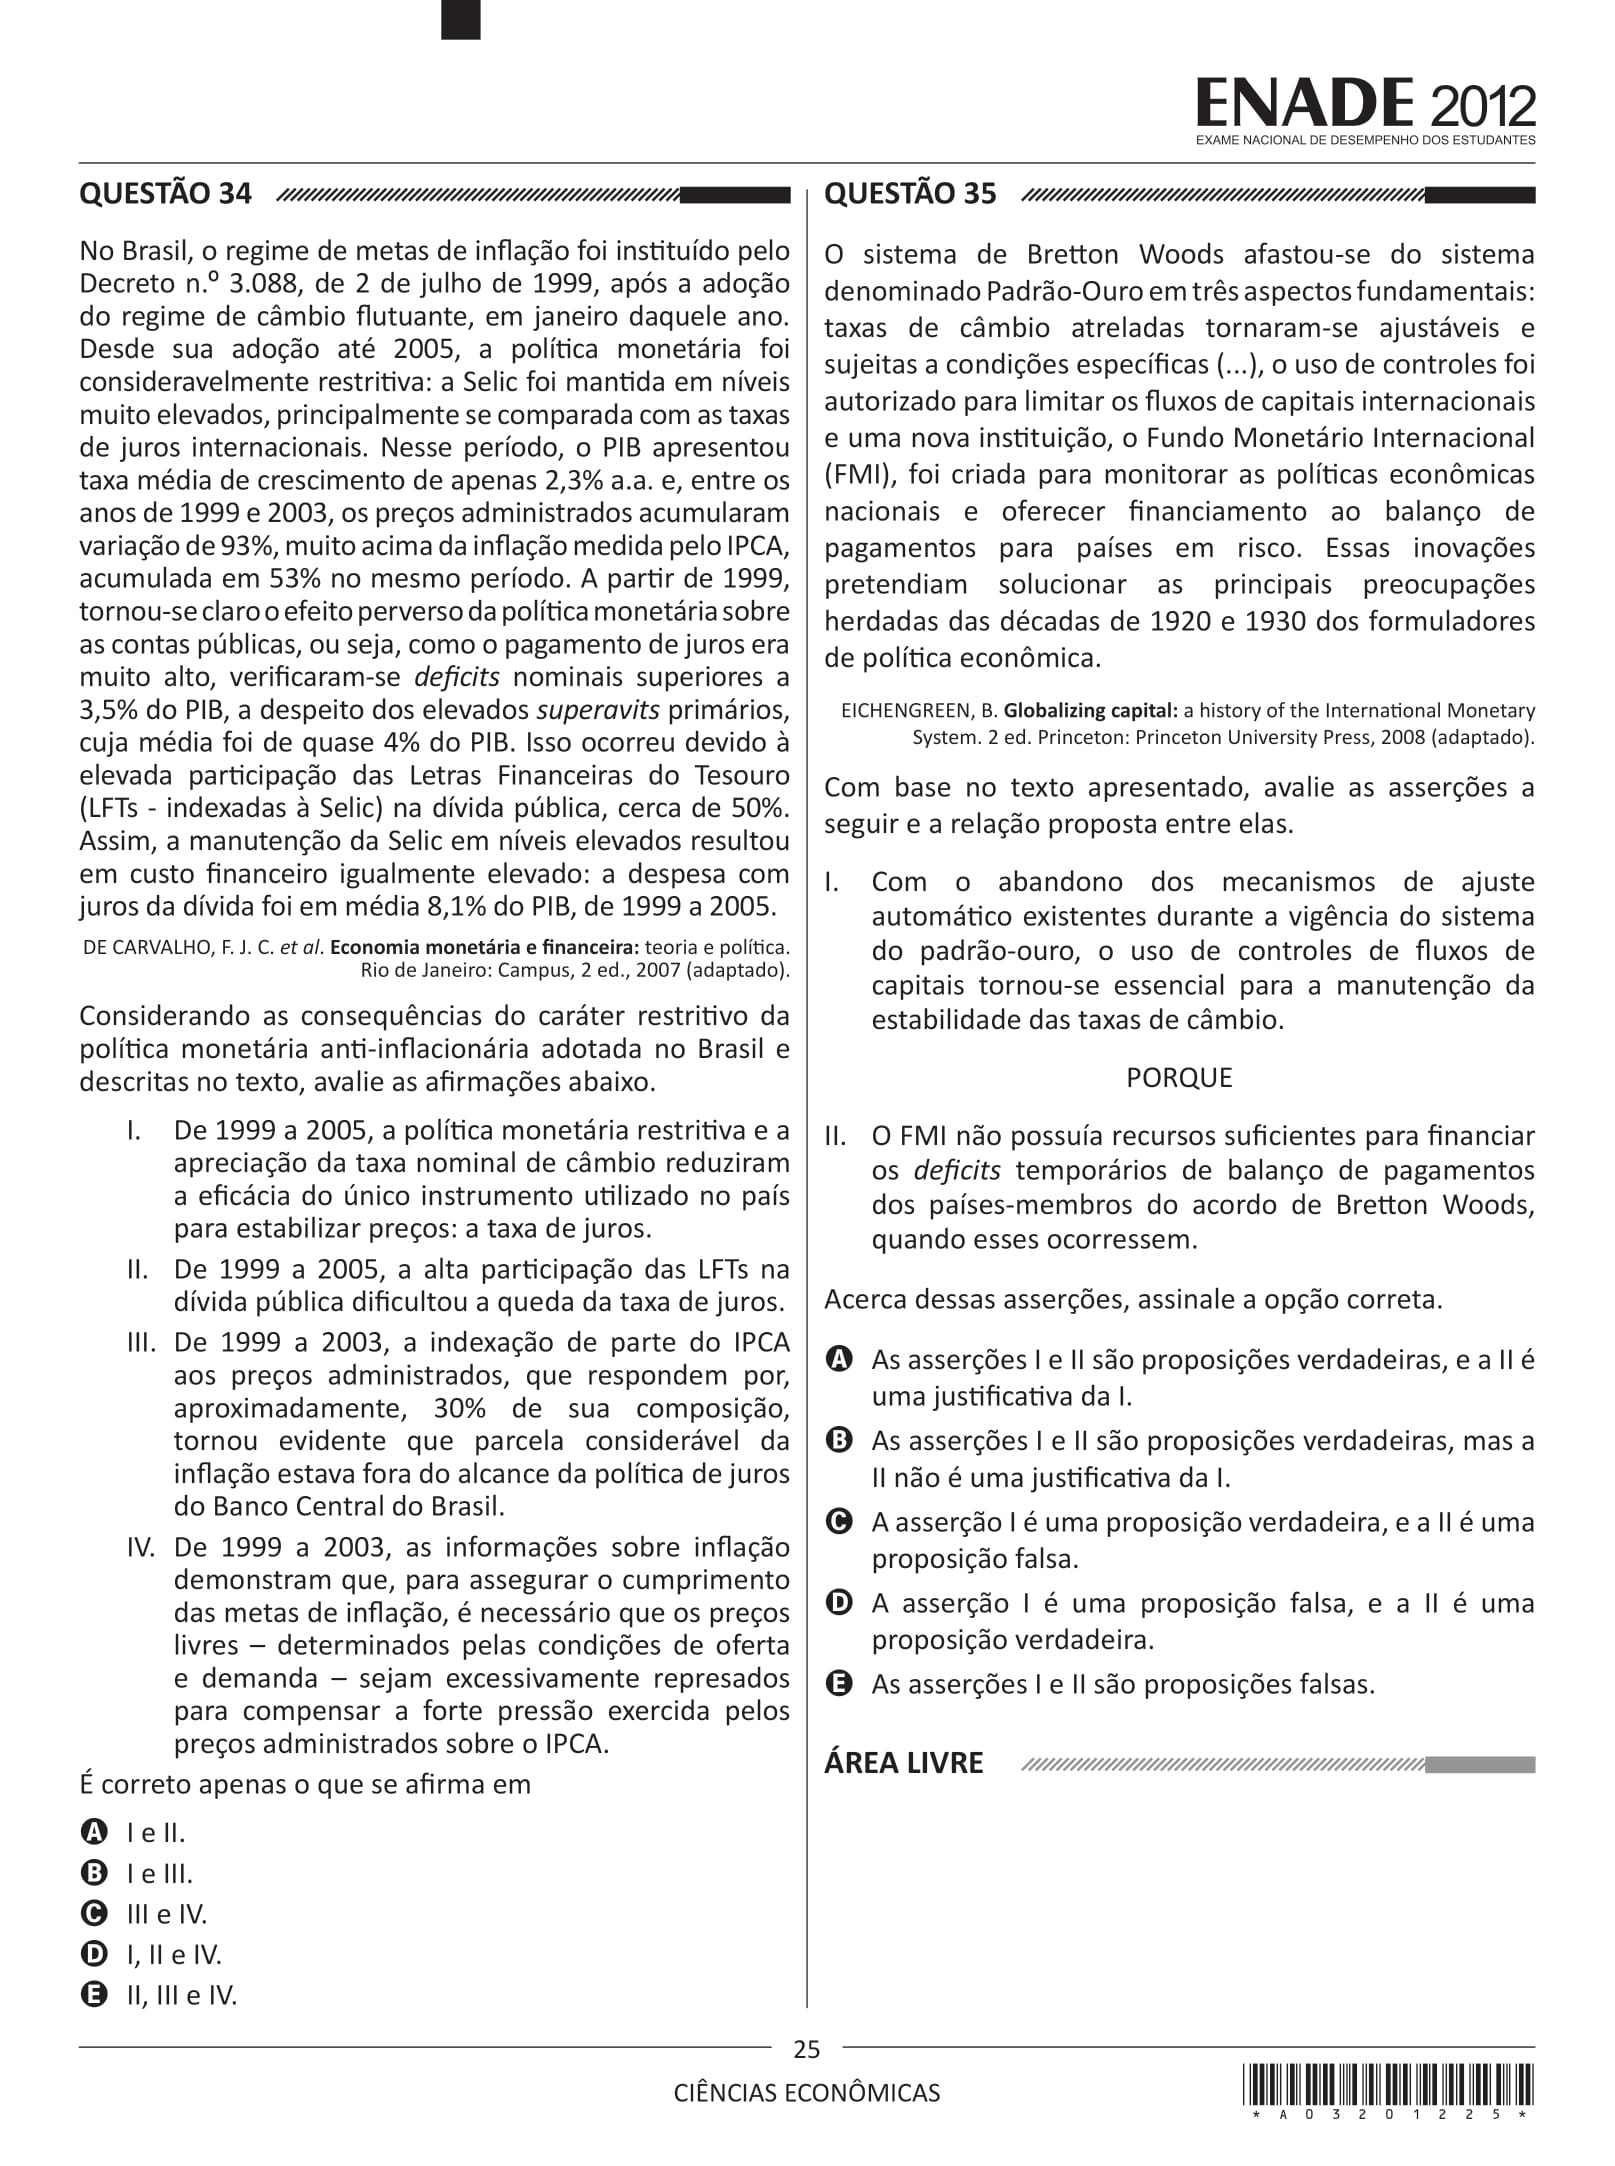 ENADE 2012
EXAME NACIONAL DE DESEMPENHO DOS ESTUDANTES
QUESTÃO 34
No Brasil, o regime de metas de inflação foi instituído pelo
Decreto n.º 3.088, de 2 de julho de 1999, após a adoção
do regime de câmbio flutuante, em janeiro daquele ano.
Desde sua adoção até 2005, a política monetária foi
consideravelmente restritiva: a Selic foi mantida em níveis
muito elevados, principalmente se comparada com as taxas
de juros internacionais. Nesse período, o PIB apresentou
taxa média de crescimento de apenas 2,3% a.a. e, entre os
anos de 1999 e 2003, os preços administrados acumularam
variação de 93%, muito acima da inflação medida pelo IPCA,
acumulada em 53% no mesmo período. A partir de 1999,
tornou-se claro o efeito perverso da política monetária sobre
as contas públicas, ou seja, como o pagamento de juros era
muito alto, verificaram-se deficits nominais superiores a
3,5% do PIB, a despeito dos elevados superavits primários,
cuja média foi de quase 4% do PIB. Isso ocorreu devido à
elevada participação das Letras Financeiras do Tesouro
(LFTs - indexadas à Selic) na dívida pública, cerca de 50%.
Assim, a manutenção da Selic em níveis elevados resultou
em custo financeiro igualmente elevado: a despesa com
juros da dívida foi em média 8,1% do PIB, de 1999 a 2005.
DE CARVALHO, F. J. C. et al. Economia monetária e financeira: teoria e política.
Rio de Janeiro: Campus, 2 ed., 2007 (adaptado).
Considerando as consequências do caráter restritivo da
política monetária anti-inflacionária adotada no Brasil e
descritas no texto, avalie as afirmações abaixo.
I. De 1999 a 2005, a política monetária restritiva e a
apreciação da taxa nominal de câmbio reduziram
a eficácia do único instrumento utilizado no país
para estabilizar preços: a taxa de juros.
II. De 1999 a 2005, a alta participação das LFTs na
dívida pública dificultou a queda da taxa de juros.
III. De 1999 a 2003, a indexação de parte do IPCA
aos preços administrados, que respondem por,
aproximadamente, 30% de sua composição,
tornou evidente que parcela considerável da
inflação estava fora do alcance da política de juros
do Banco Central do Brasil.
IV. De 1999 a 2003, as informações sobre inflação
demonstram que, para assegurar o cumprimento
das metas de inflação, é necessário que os preços
livres – determinados pelas condições de oferta
e demanda – sejam excessivamente represados
para compensar a forte pressão exercida pelos
preços administrados sobre o IPCA.
É correto apenas o que se afirma em
A I e II.
B I e III.
C III e IV.
D I, II e IV.
E II, III e IV.
QUESTÃO 35
O sistema de Bretton Woods afastou-se do sistema
denominado Padrão-Ouro em três aspectos fundamentais:
taxas de câmbio atreladas tornaram-se ajustáveis e
sujeitas a condições específicas (...), o uso de controles foi
autorizado para limitar os fluxos de capitais internacionais
e uma nova instituição, o Fundo Monetário Internacional
(FMI), foi criada para monitorar as políticas econômicas
nacionais e oferecer financiamento ao balanço de
pagamentos para países em risco. Essas inovações
pretendiam solucionar as principais preocupações
herdadas das décadas de 1920 e 1930 dos formuladores
de política econômica.
EICHENGREEN, B. Globalizing capital: a history of the International Monetary
System. 2 ed. Princeton: Princeton University Press, 2008 (adaptado).
Com base no texto apresentado, avalie as asserções a
seguir e a relação proposta entre elas.
I. Com o abandono dos mecanismos de ajuste
automático existentes durante a vigência do sistema
do padrão-ouro, o uso de controles de fluxos de
capitais tornou-se essencial para a manutenção da
estabilidade das taxas de câmbio.
PORQUE
II. O FMI não possuía recursos suficientes para financiar
os deficits temporários de balanço de pagamentos
dos países-membros do acordo de Bretton Woods,
quando esses ocorressem.
Acerca dessas asserções, assinale a opção correta.
A As asserções I e II são proposições verdadeiras, e a II é
uma justificativa da I.
B As asserções I e II são proposições verdadeiras, mas a
II não é uma justificativa da I.
C A asserção I é uma proposição verdadeira, e a II é uma
proposição falsa.
D A asserção I é uma proposição falsa, e a II é uma
proposição verdadeira.
E As asserções I e II são proposições falsas.
ÁREA LIVRE
25
CIÊNCIAS ECONÔMICAS
* A 0 3 2 0 1 2 2 5 *